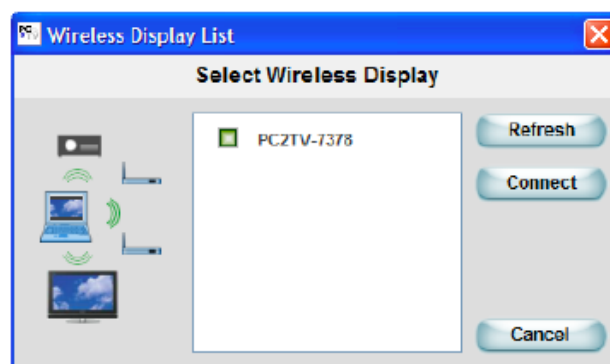 Wireless Display List
Select Wireless Display
PC2TV-7378
Refresh
Connect
Cancel